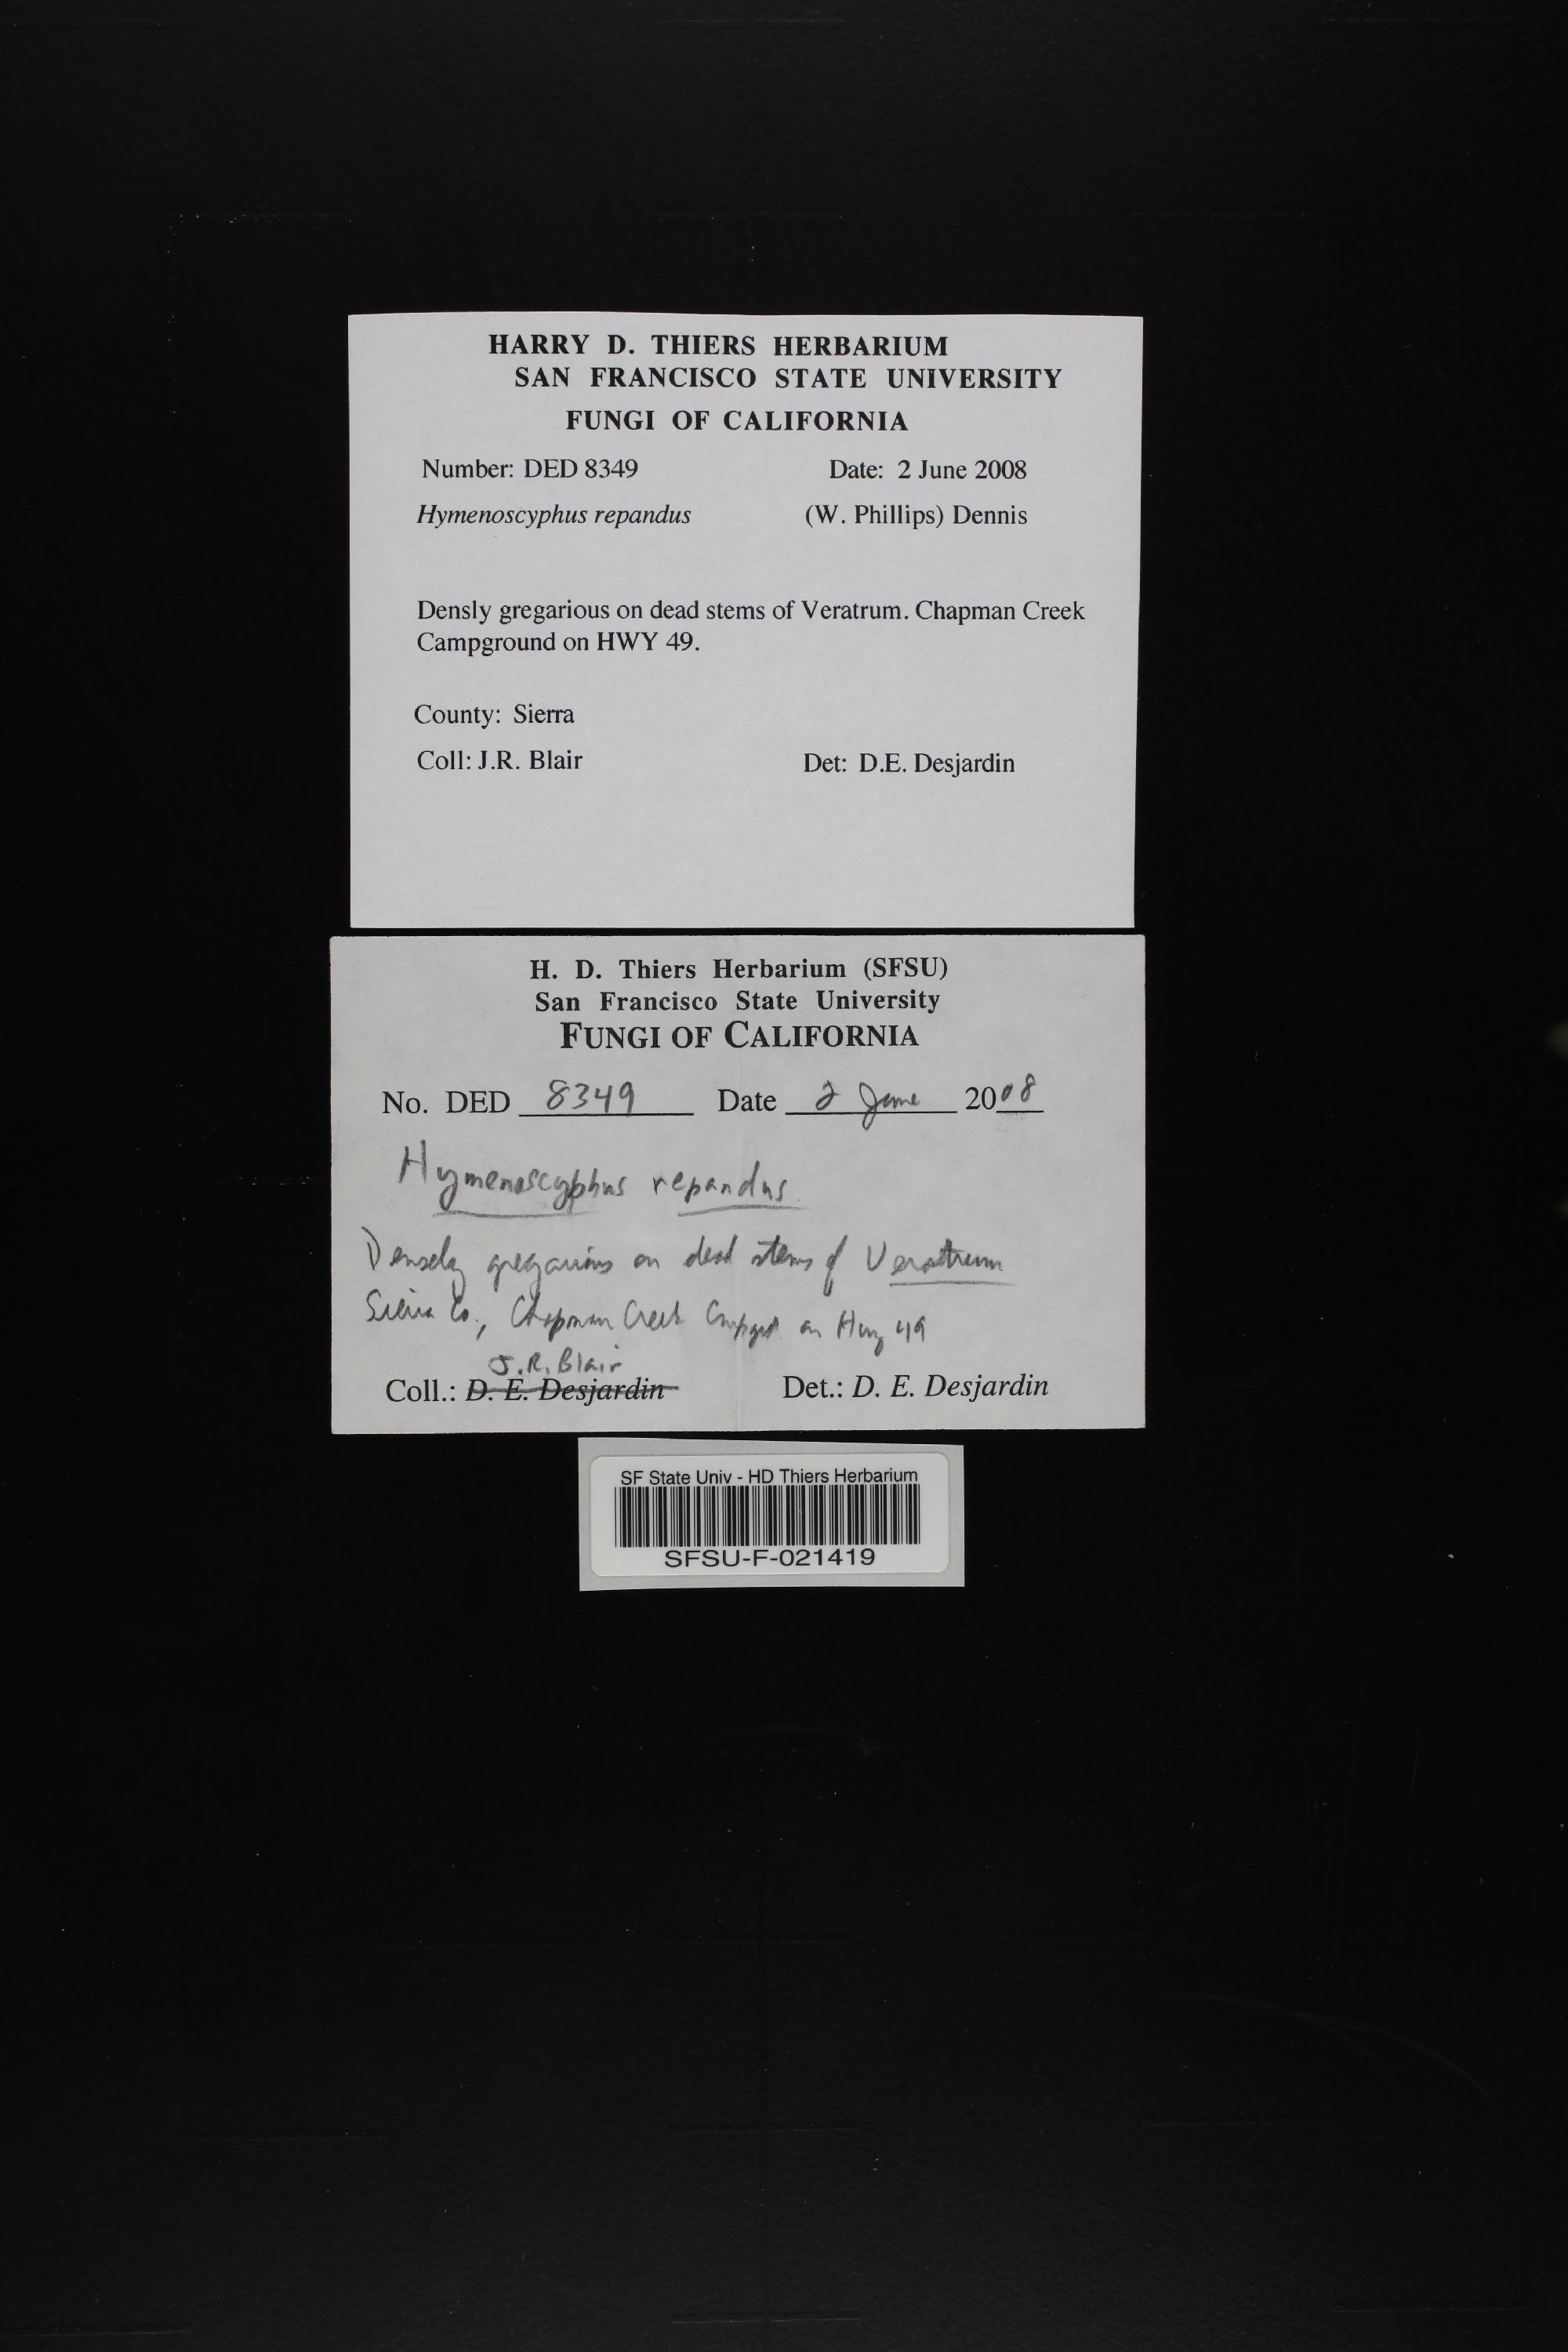 HARRY D. THIERS HERBARIUM
SAN FRANCISCO STATE UNIVERSITY
FUNGI OF CALIFORNIA
Number: DED 8349 Date: 2 June 2008
Hymenoscyphus repandus (W. Phillips) Dennis
Densly gregarious on dead stems of Veratrum. Chapman Creek
Campground on HWY 49.
County: Sierra
Coll: J.R. Blair Det: D.E. Desjardin
H. D. Thiers Herbarium (SFSU)
San Francisco State University
FUNGI OF CALIFORNIA
No. DED 8349 Date 2 June 2008
Hymenoscyphus repandus
Densely gregarious on dead stems of Veratrum
Sierra Co., Chapman Creek Campgd. on Hwy 49
J.R. Blair
Coll.: D. E. Desjardin Det.: D. E. Desjardin
SF State Univ - HD Thiers Herbarium
SFSU-F-021419